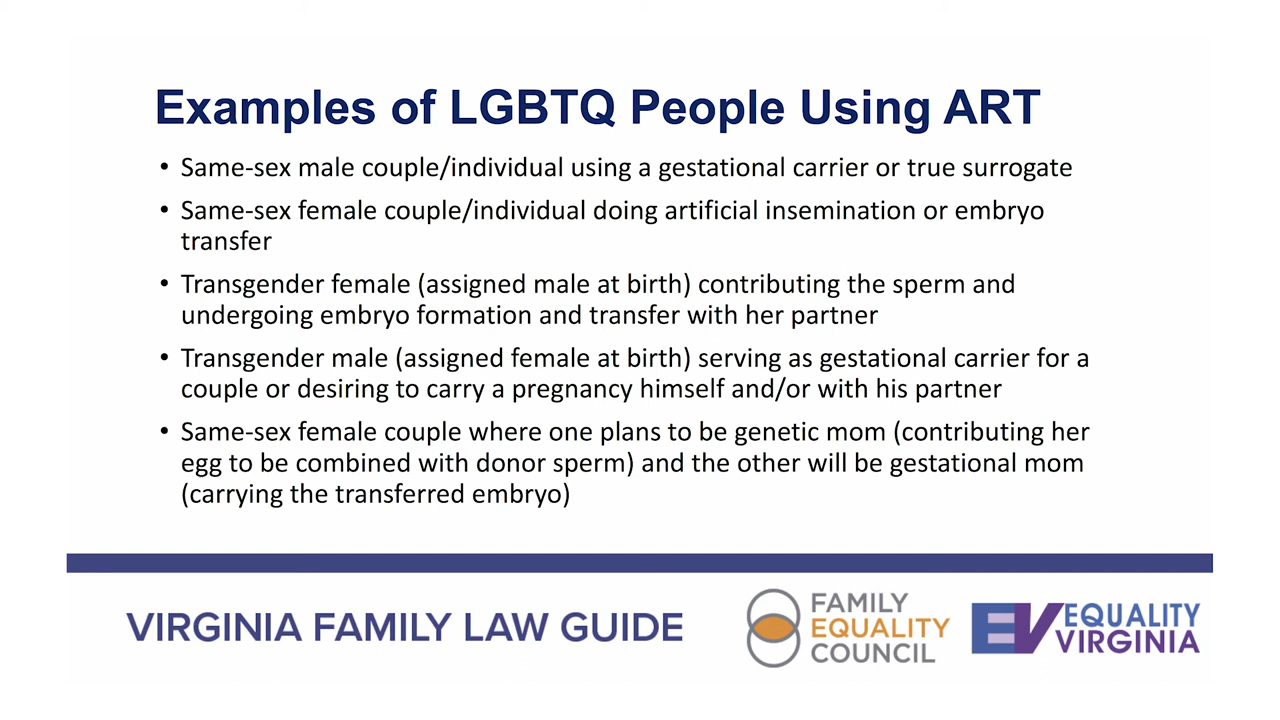 Examples of LGBTQ People Using ART
• Same-sex male couple/individual using a gestational carrier or true surrogate
• Same-sex female couple/individual doing artificial insemination or embryo
transfer
• Transgender female (assigned male at birth) contributing the sperm and
undergoing embryo formation and transfer with her partner
• Transgender male (assigned female at birth) serving as gestational carrier for a
couple or desiring to carry a pregnancy himself and/or with his partner
• Same-sex female couple where one plans to be genetic mom (contributing her
egg to be combined with donor sperm) and the other will be gestational mom
(carrying the transferred embryo)
VIRGINIA FAMILY LAW GUIDE
FAMILY
EQUALITY
COUNCIL
EV
EQUALITY
VIRGINIA